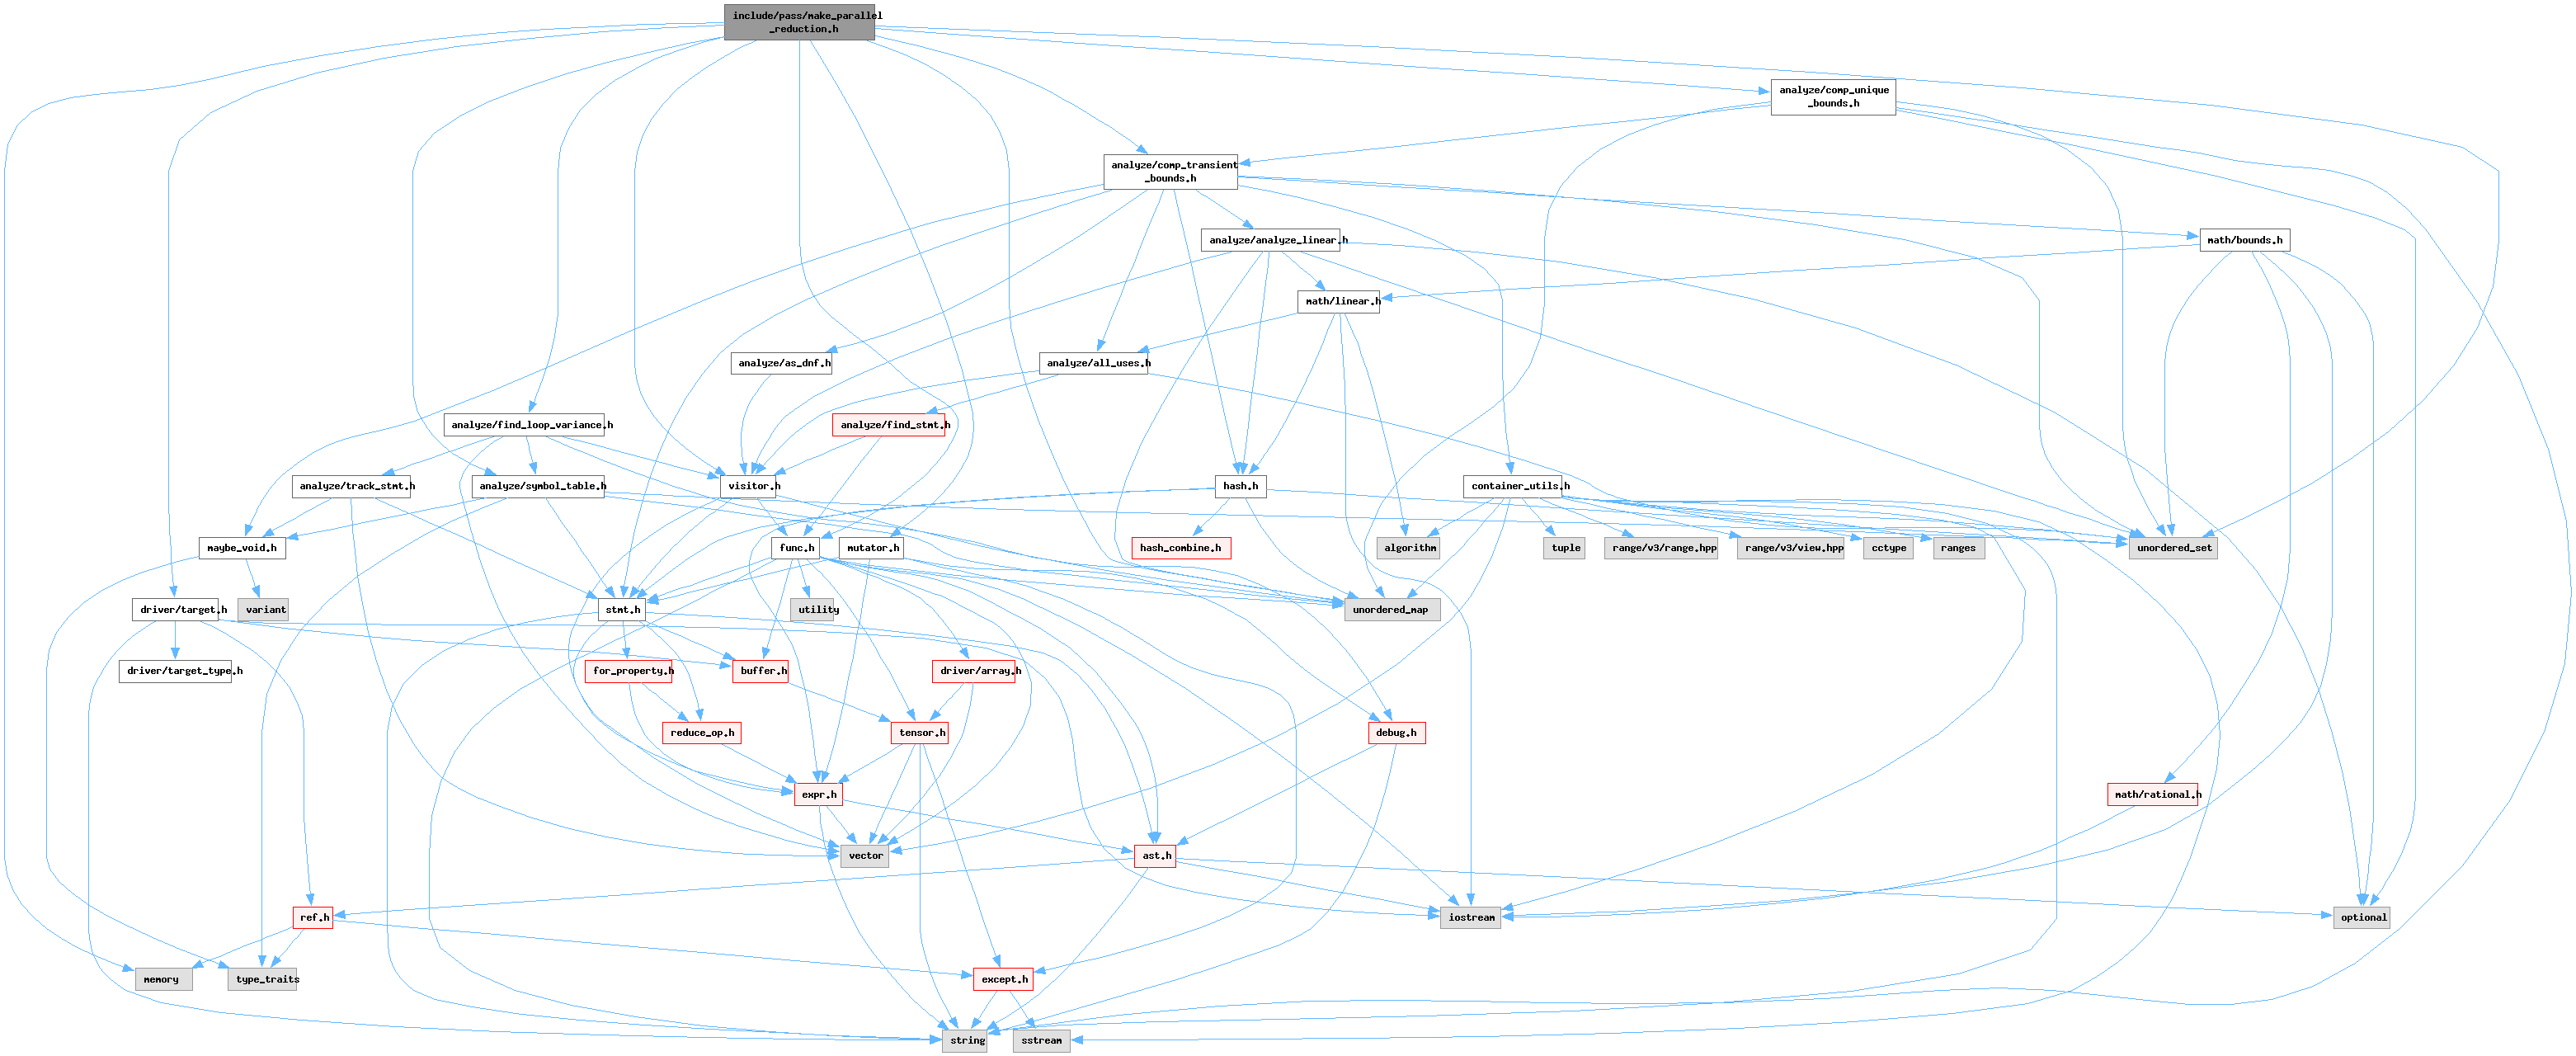 include/pass/make_parallel
_reduction.h
analyze/comp_unique
_bounds.h
analyze/comp_transient
_bounds.h
analyze/analyze_linear.h
math/bounds.h
math/linear.h
analyze/as_dnf.h
analyze/all_uses.h
analyze/find_loop_variance.h
analyze/find_stmt.h
analyze/track_stmt.h
analyze/symbol_table.h
visitor.h
hash.h
container_utils.h
maybe_void.h
func.h
mutator.h
hash_combine.h
algorithm
tuple
range/v3/range.hpp
range/v3/view.hpp
cctype
ranges
unordered_set
driver/target.h
variant
stmt.h
utility
unordered_map
driver/target_type.h
for_property.h
buffer.h
driver/array.h
reduce_op.h
tensor.h
debug.h
expr.h
math/rational.h
vector
ast.h
ref.h
iostream
optional
memory
type_traits
except.h
string
sstream